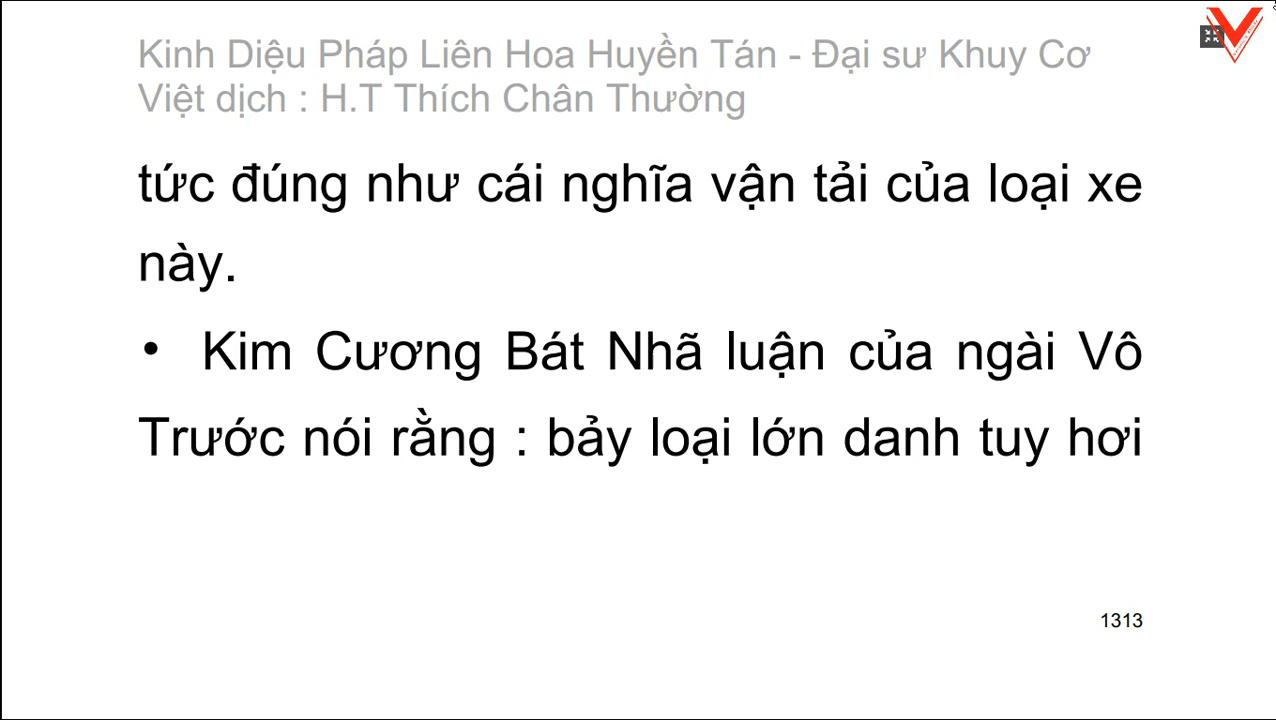 Kinh Diệu Pháp Liên Hoa Huyền Tán - Đại sư Khuy Cơ
Việt dịch : H.T Thích Chân Thường
tức đúng như cái nghĩa vận tải của loại xe
này.
• Kim Cương Bát Nhã luận của ngài Vô
Trước nói rằng : bảy loại lớn danh tuy hơi
1313